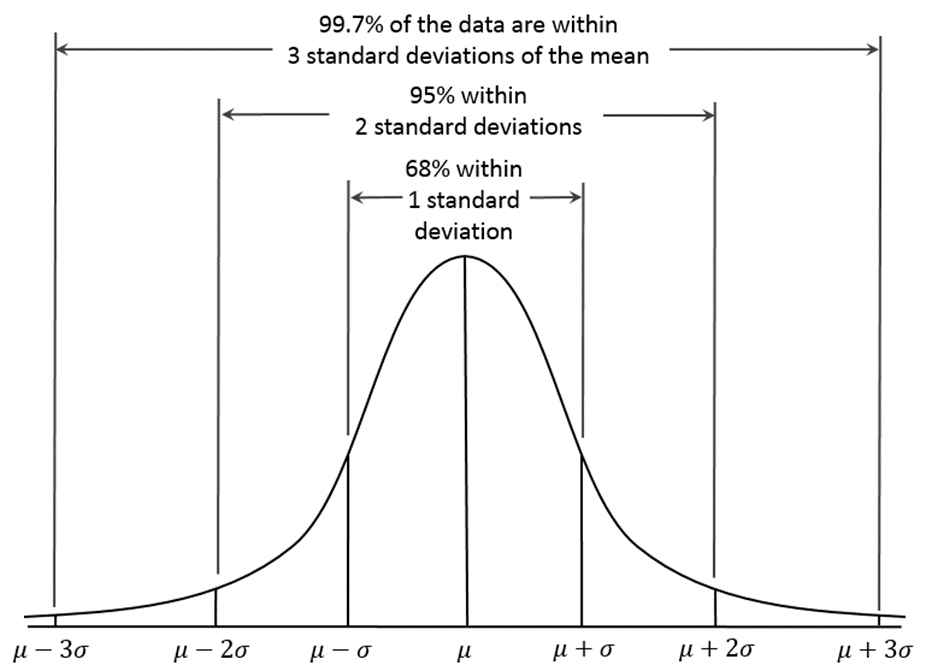 99.7% of the data are within
3 standard deviations of the mean
95% within
2 standard deviations
68% within
1 standard
deviation
μ − 3σ
μ − 2σ
μ − σ
μ
μ + σ
μ + 2σ
μ + 3σ